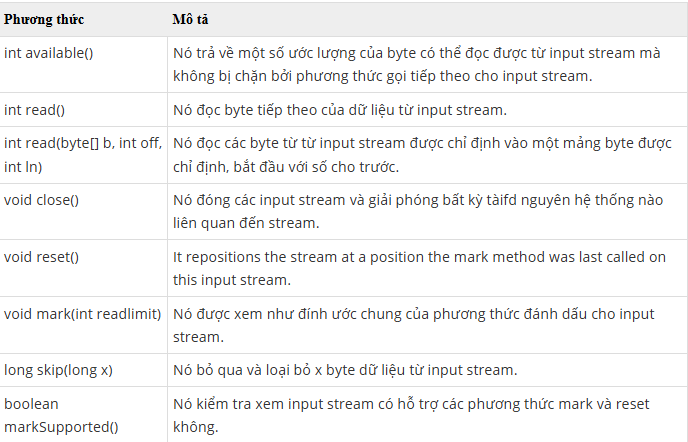 Phương thức Mô tả
int available() Nó trả về một số ước lượng của byte có thể đọc được từ input stream mà
không bị chặn bởi phương thức gọi tiếp theo cho input stream.
int read() Nó đọc byte tiếp theo của dữ liệu từ input stream.
int read(byte[] b, int off, Nó đọc các byte từ từ input stream được chỉ định vào một mảng byte được
int ln) chỉ định, bắt đầu với số cho trước.
void close() Nó đóng các input stream và giải phóng bất kỳ tàifd nguyên hệ thống nào
liên quan đến stream.
void reset() It repositions the stream at a position the mark method was last called on
this input stream.
void mark(int readlimit) Nó được xem như đính ước chung của phương thức đánh dấu cho input
stream.
long skip(long x) Nó bỏ qua và loại bỏ x byte dữ liệu từ input stream.
boolean Nó kiểm tra xem input stream có hỗ trợ các phương thức mark và reset
markSupported() không.